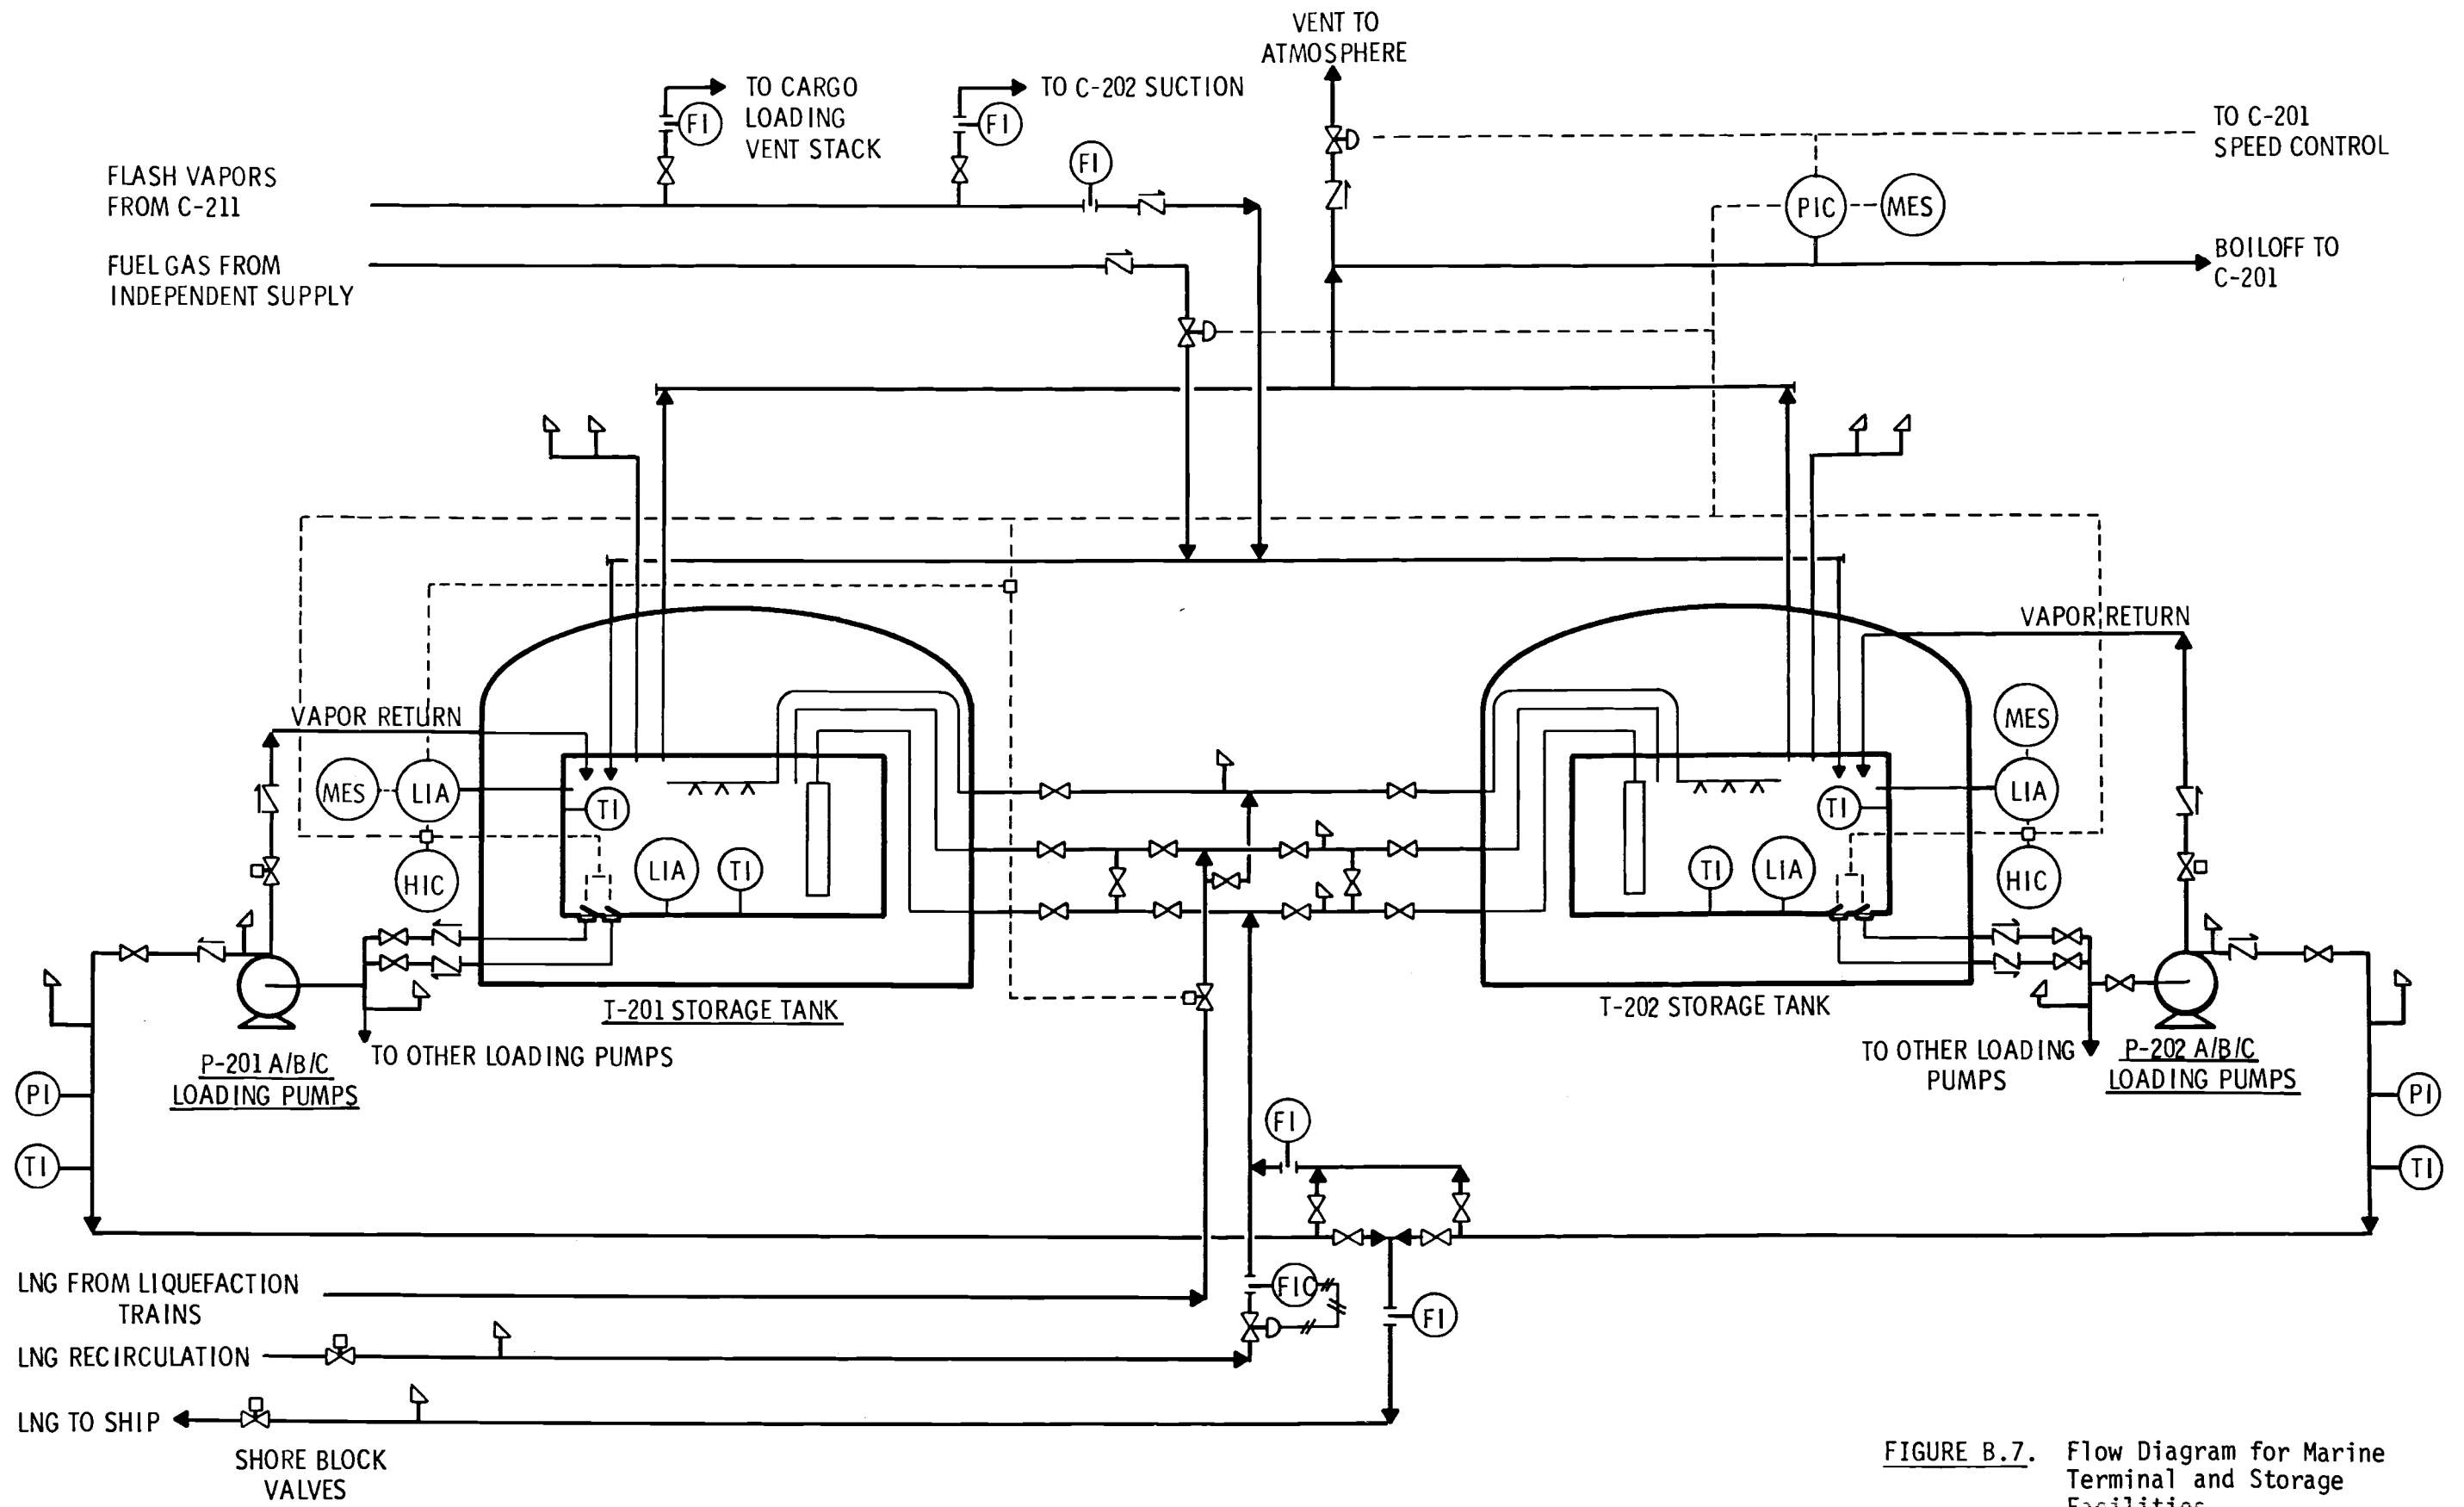 VENT TO
ATMOSPHERE
TO CARGO
LOADING
VENT STACK
FI
TO C-202 SUCTION
FI
FI
TO C-201
SPEED CONTROL
FLASH VAPORS
FROM C-211
PIC
MES
FUEL GAS FROM
INDEPENDENT SUPPLY
BOILOFF TO
C-201
VAPOR RETURN
VAPOR RETURN
MES
LIA
TI
HIC
LIA
TI
MES
LIA
TI
HIC
TI
LIA
T-201 STORAGE TANK
T-202 STORAGE TANK
TO OTHER LOADING PUMPS
P-201 A/B/C
LOADING PUMPS
TO OTHER LOADING
PUMPS
P-202 A/B/C
LOADING PUMPS
PI
TI
PI
TI
FI
FIC
FI
LNG FROM LIQUEFACTION
TRAINS
LNG RECIRCULATION
LNG TO SHIP
SHORE BLOCK
VALVES
FIGURE B.7. Flow Diagram for Marine
Terminal and Storage
Facilities